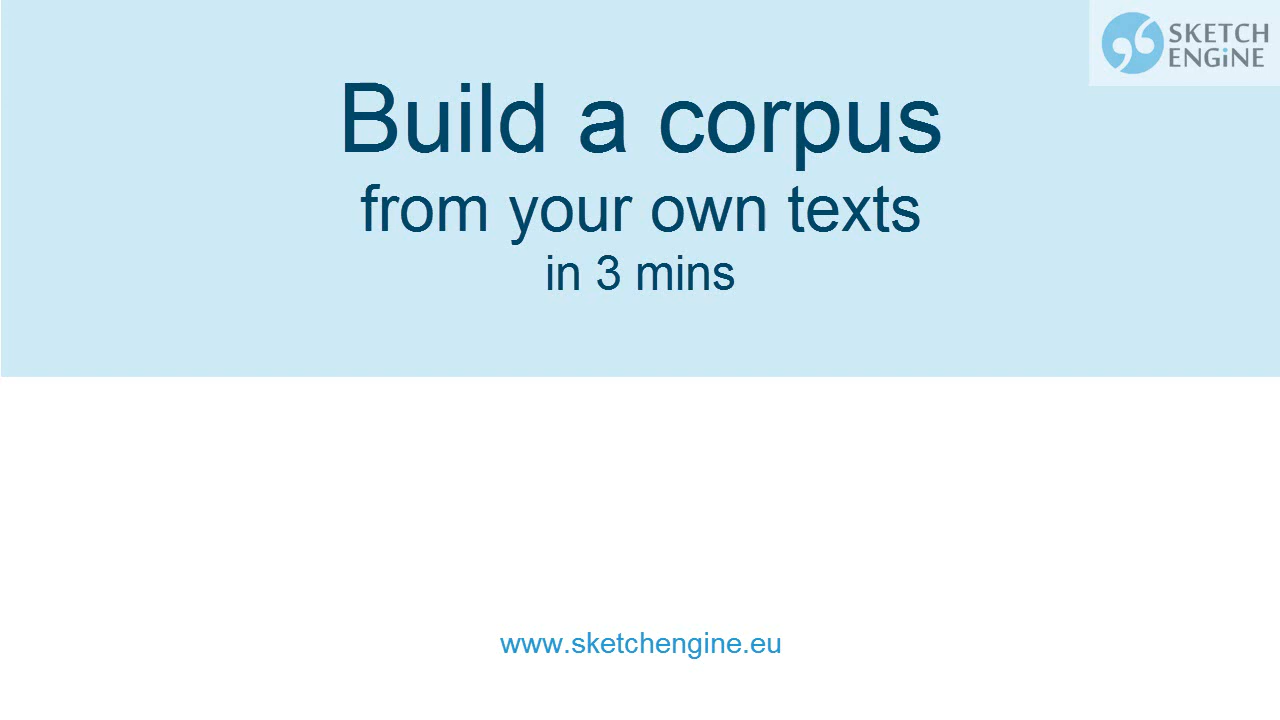 SKETCH
ENGiNE
Build a corpus
from your own texts
in 3 mins
www.sketchengine.eu